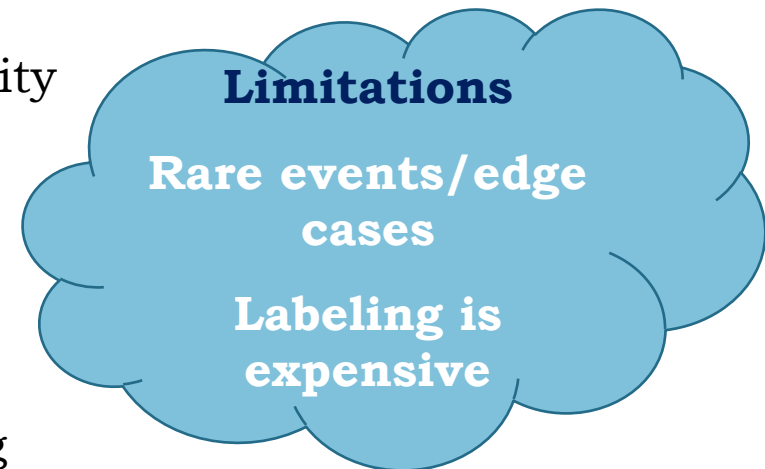 ity
Limitations
Rare events/edge
cases
Labeling is
expensive
g